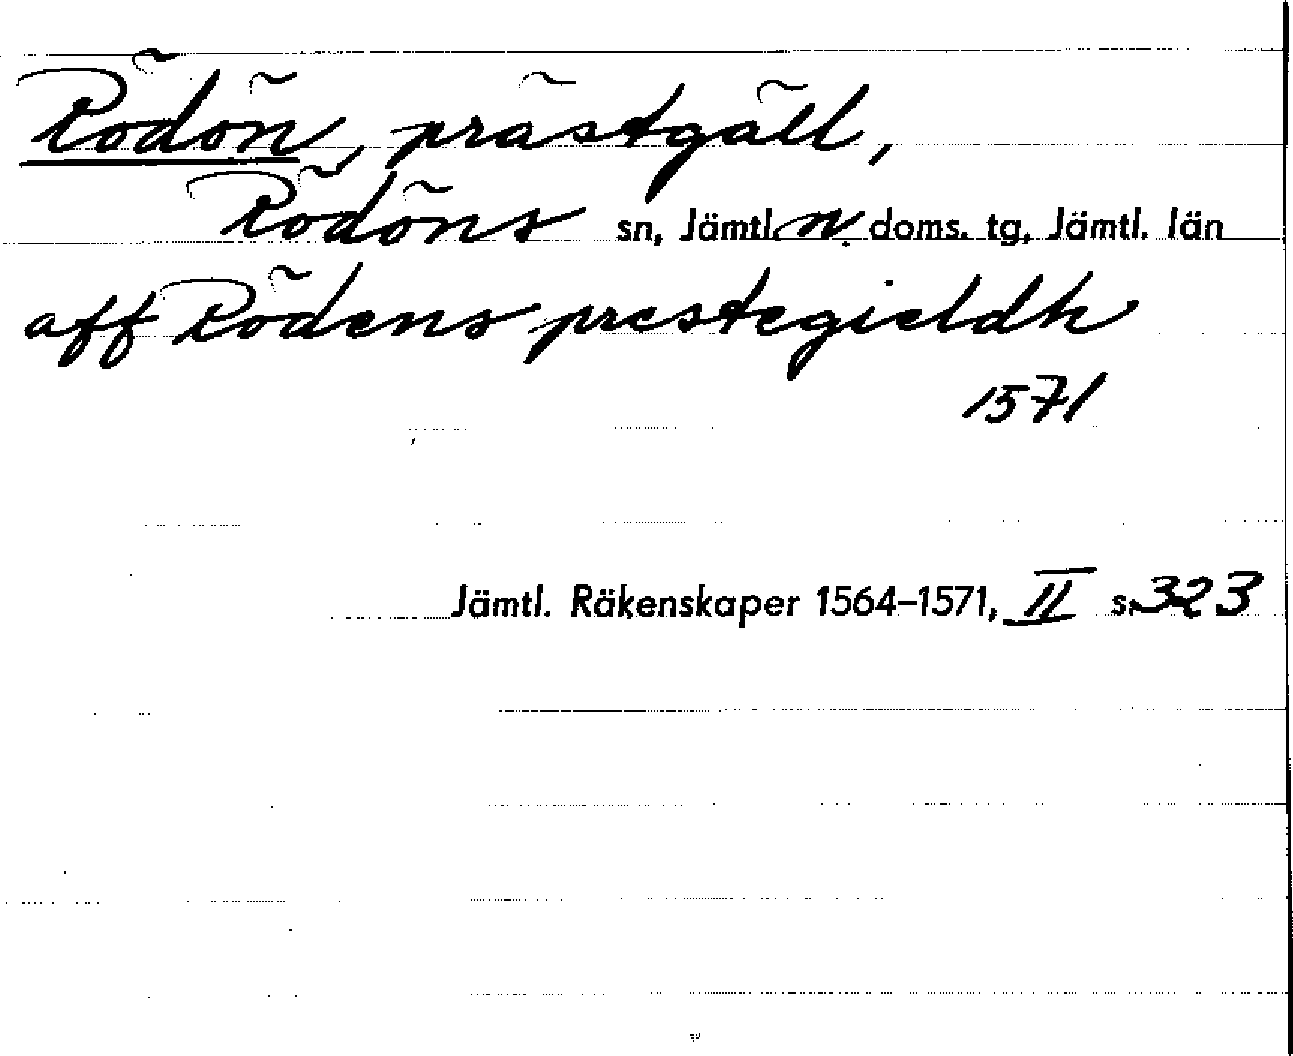 Rödön, prästgäll,
Rödöns sn, Jämtl. n. doms. tg, Jämtl. län
aff Rödens prestegieldh
1571
Jämtl. Räkenskaper 1564–1571, II s. 323